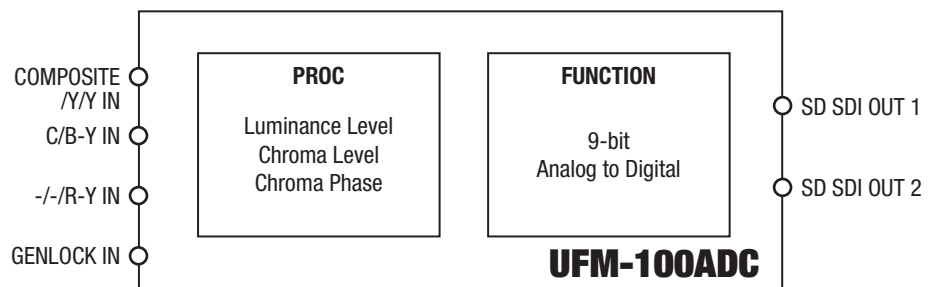 COMPOSITE
/Y/Y IN
C/B-Y IN
-/-/R-Y IN
GENLOCK IN
PROC
Luminance Level
Chroma Level
Chroma Phase
FUNCTION
9-bit
Analog to Digital
SD SDI OUT 1
SD SDI OUT 2
UFM-100ADC